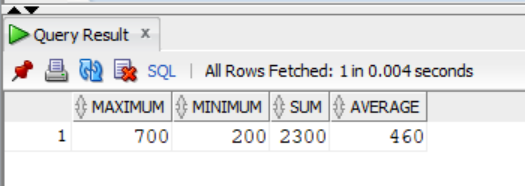 Query Result x
SQL | All Rows Fetched: 1 in 0.004 seconds
MAXIMUM MINIMUM SUM AVERAGE
1 700 200 2300 460